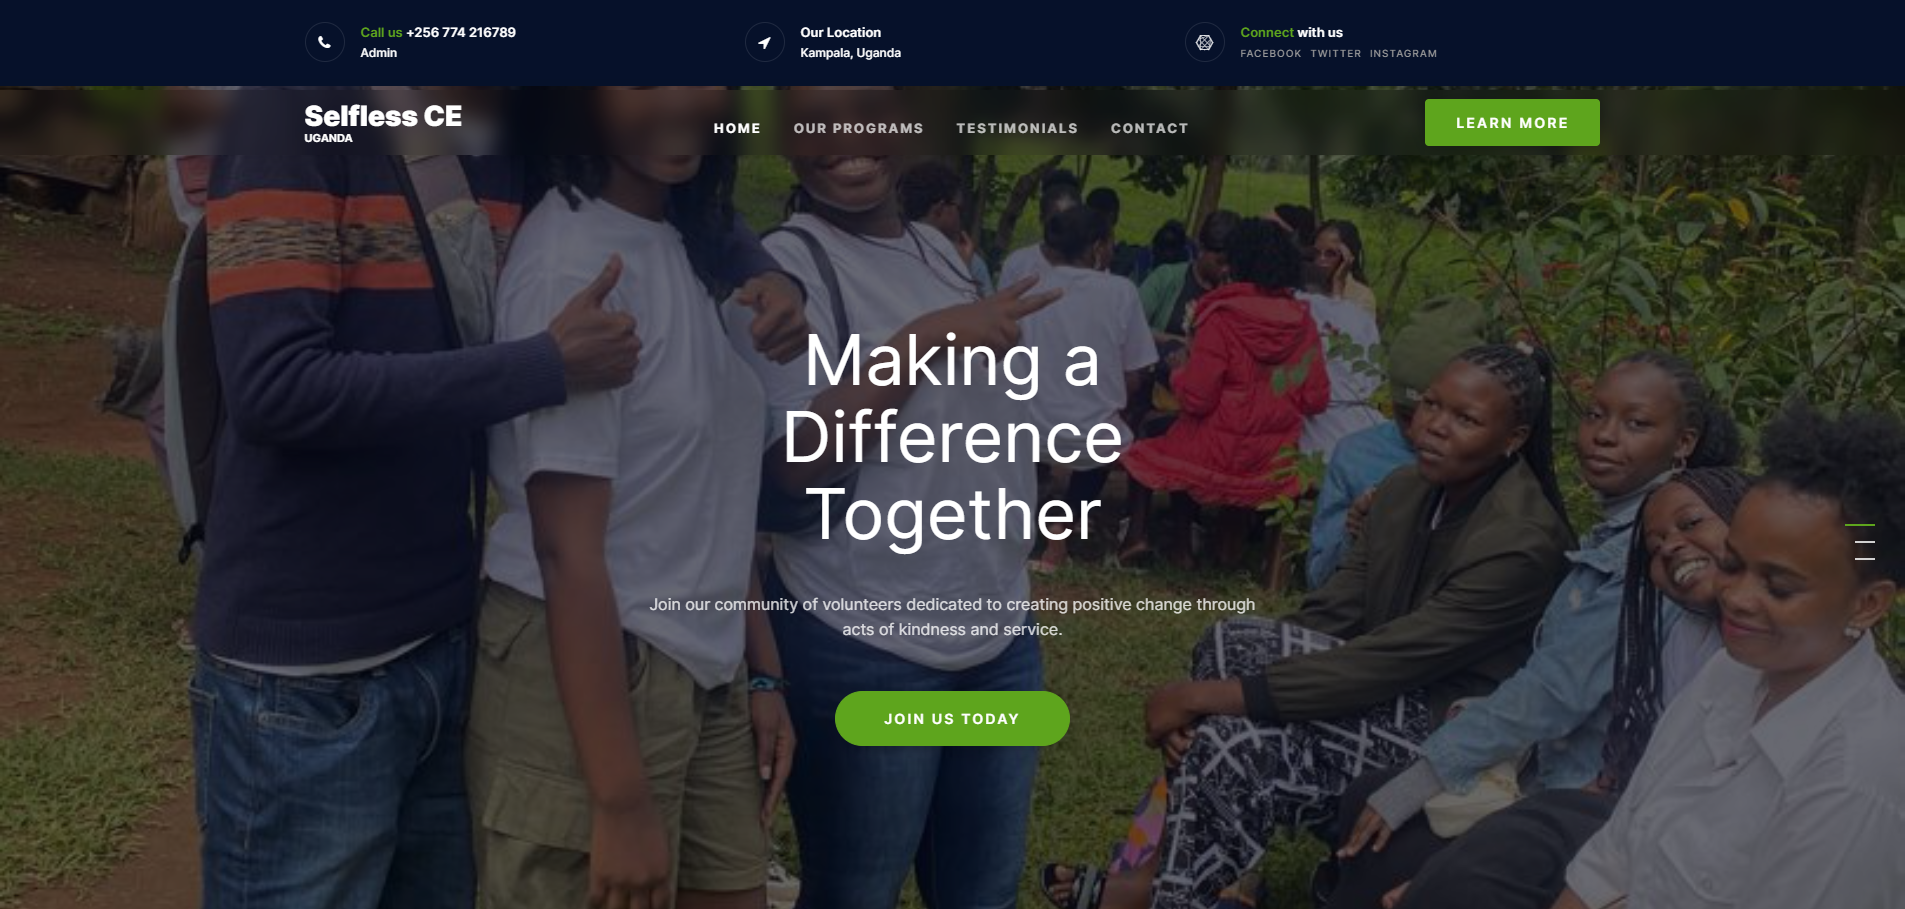 Call us +256 774 216789
Admin
Our Location
Kampala, Uganda
Connect with us
FACEBOOK TWITTER INSTAGRAM
Selfless CE
UGANDA
HOME OUR PROGRAMS TESTIMONIALS CONTACT
LEARN MORE
Making a
Difference
Together
Join our community of volunteers dedicated to creating positive change through
acts of kindness and service.
JOIN US TODAY